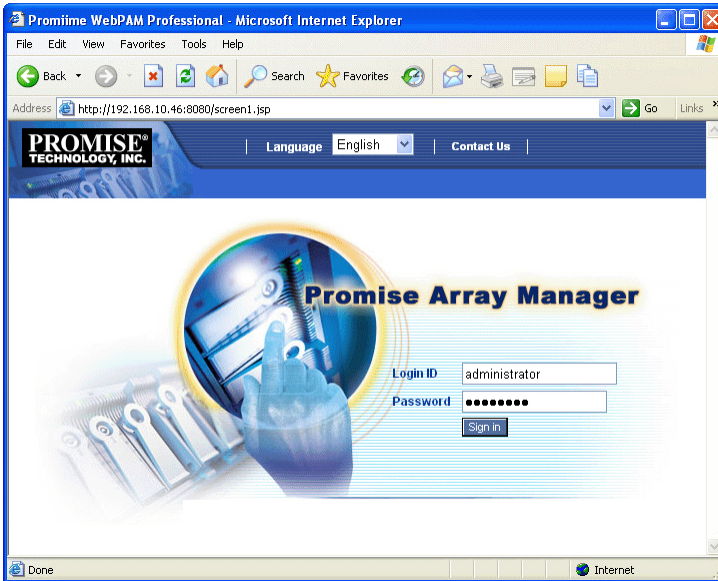 Promiime WebPAM Professional - Microsoft Internet Explorer
File Edit View Favorites Tools Help
Back Search Favorites
Address http://192.168.10.46:8080/screen1.jsp Go Links »
PROMISE®
TECHNOLOGY, INC.
Language English Contact Us
Promise Array Manager
Login ID administrator
Password ●●●●●●●●
Sign in
Done Internet